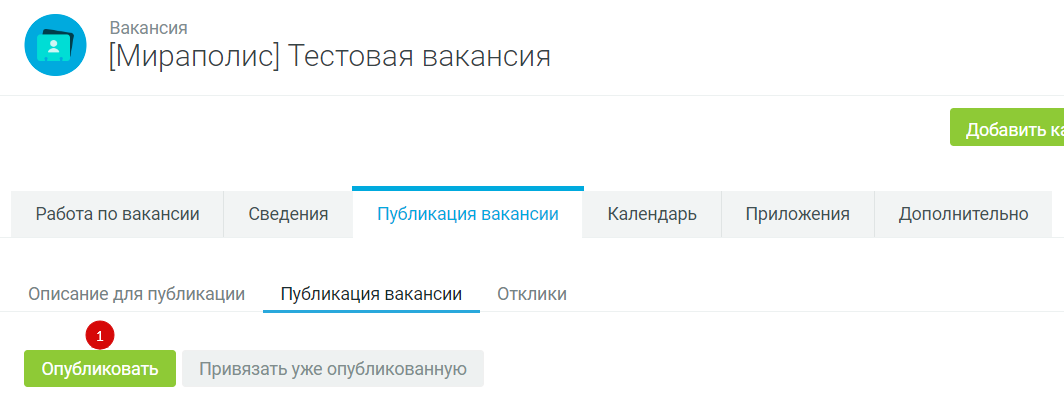 Вакансия
[Мираполис] Тестовая вакансия
Добавить ка
Работа по вакансии Сведения Публикация вакансии Календарь Приложения Дополнительно
Описание для публикации Публикация вакансии Отклики
1
Опубликовать Привязать уже опубликованную